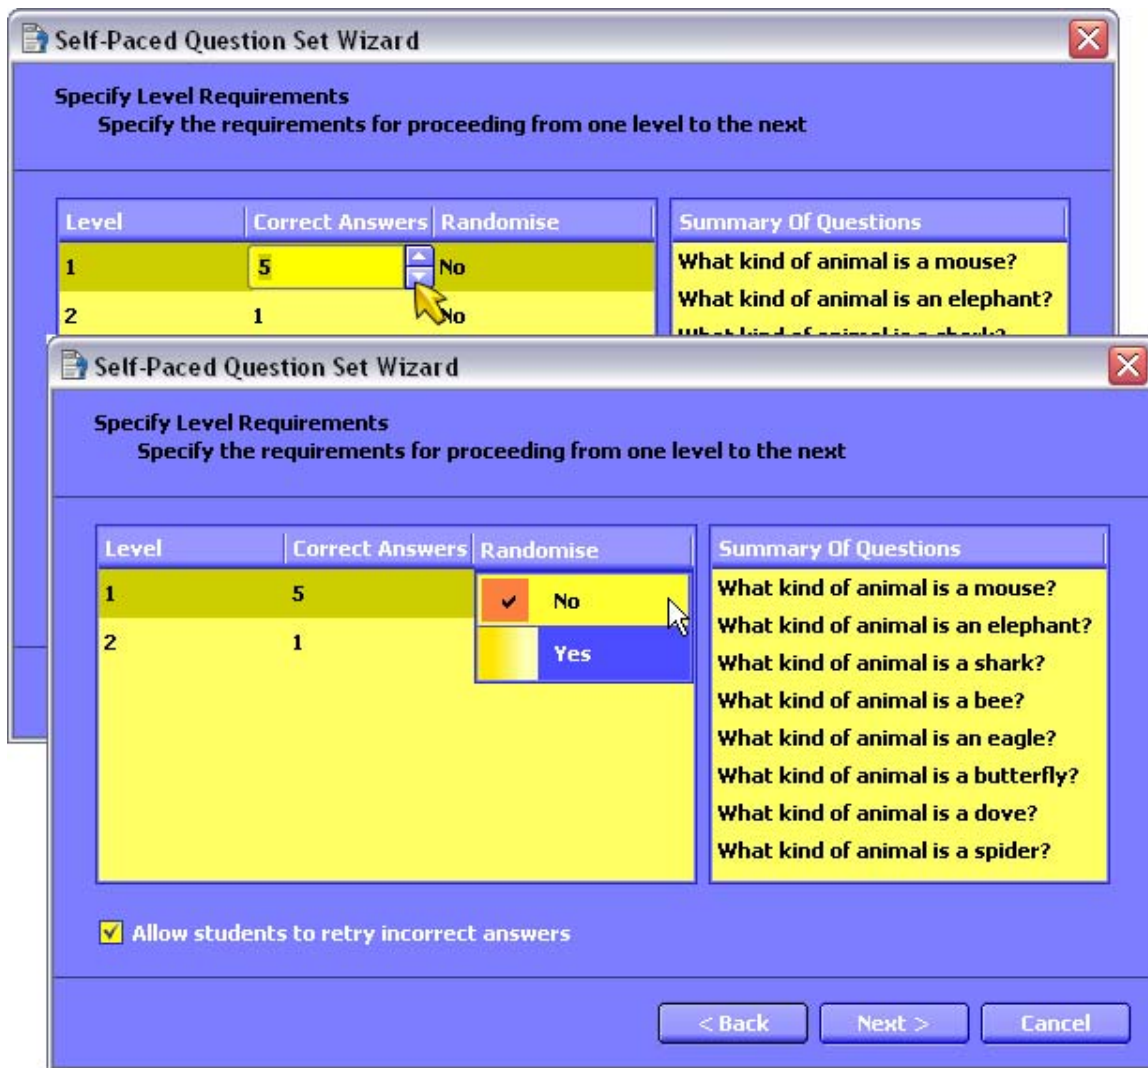 Self-Paced Question Set Wizard
Specify Level Requirements
Specify the requirements for proceeding from one level to the next
Level Correct Answers Randomise Summary Of Questions
1 5 No What kind of animal is a mouse?
What kind of animal is an elephant?
2 1 No
What kind of animal is a shark?
Self-Paced Question Set Wizard
Specify Level Requirements
Specify the requirements for proceeding from one level to the next
Level Correct Answers Randomise Summary Of Questions
1 5 No What kind of animal is a mouse?
What kind of animal is an elephant?
2 1 Yes What kind of animal is a shark?
What kind of animal is a bee?
What kind of animal is an eagle?
What kind of animal is a butterfly?
What kind of animal is a dove?
What kind of animal is a spider?
Allow students to retry incorrect answers
< Back Next > Cancel